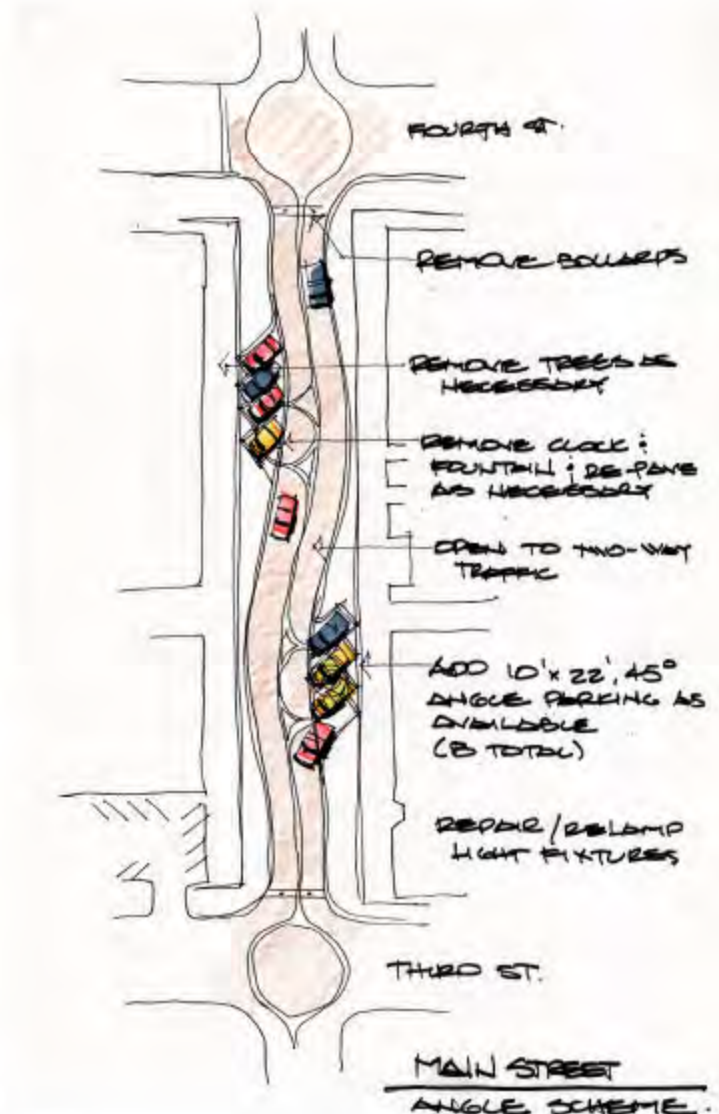 FOURTH ST.
REMOVE BOLLARDS
REMOVE TREES AS
NECESSARY
REMOVE CLOCK;
FOUNTAIN; RE-PAVE
AS NECESSARY
OPEN TO TWO-WAY
TRAFFIC
ADD 10' x 22', 45°
ANGLE PARKING AS
AVAILABLE
(8 TOTAL)
REPAIR/RELAMP
LIGHT FIXTURES
THIRD ST.
MAIN STREET
ANGLE SCHEME.